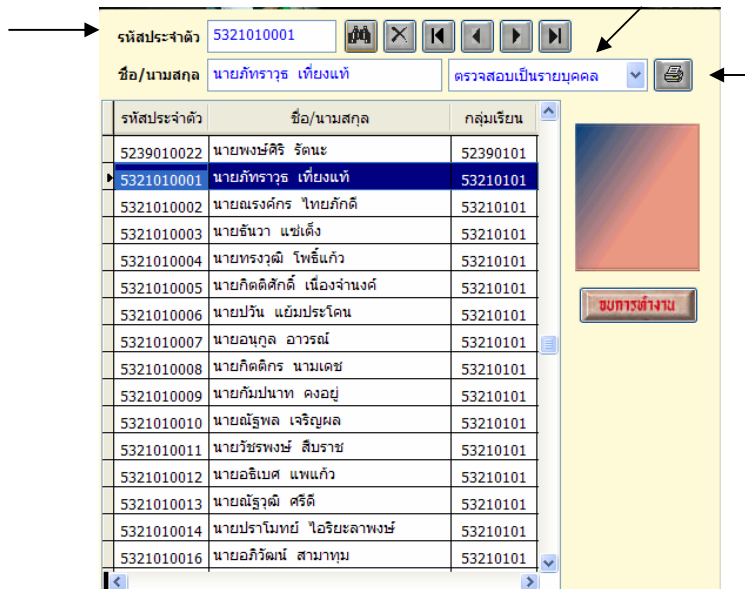 รหัสประจำตัว 5321010001
ชื่อ/นามสกุล นายภัทราวุธ เที่ยงแท้ ตรวจสอบเป็นรายบุคคล
รหัสประจำตัว ชื่อ/นามสกุล กลุ่มเรียน
5239010022 นายพงษ์ศิริ รัตนะ 52390101
5321010001 นายภัทราวุธ เที่ยงแท้ 53210101
5321010002 นายณรงค์กร ไทยภักดี 53210101
5321010003 นายธันวา แซ่เด็ง 53210101
5321010004 นายทรงวุฒิ โพธิ์แก้ว 53210101
5321010005 นายกิตติศักดิ์ เนื่องจำนงค์ 53210101
5321010006 นายปวัน แย้มประโคน 53210101
5321010007 นายอนุกูล อาวรณ์ 53210101
5321010008 นายกิตติกร นามเดช 53210101
5321010009 นายกัมปนาท คงอยู่ 53210101
5321010010 นายณัฐพล เจริญผล 53210101
5321010011 นายวัชรพงษ์ สืบราช 53210101
5321010012 นายอธิเบศ แพแก้ว 53210101
5321010013 นายณัฐวุฒิ ศรีดี 53210101
5321010014 นายปราโมทย์ ไอริยะลาพงษ์ 53210101
5321010016 นายอภิวัฒน์ สามาทุม 53210101
จบการทำงาน